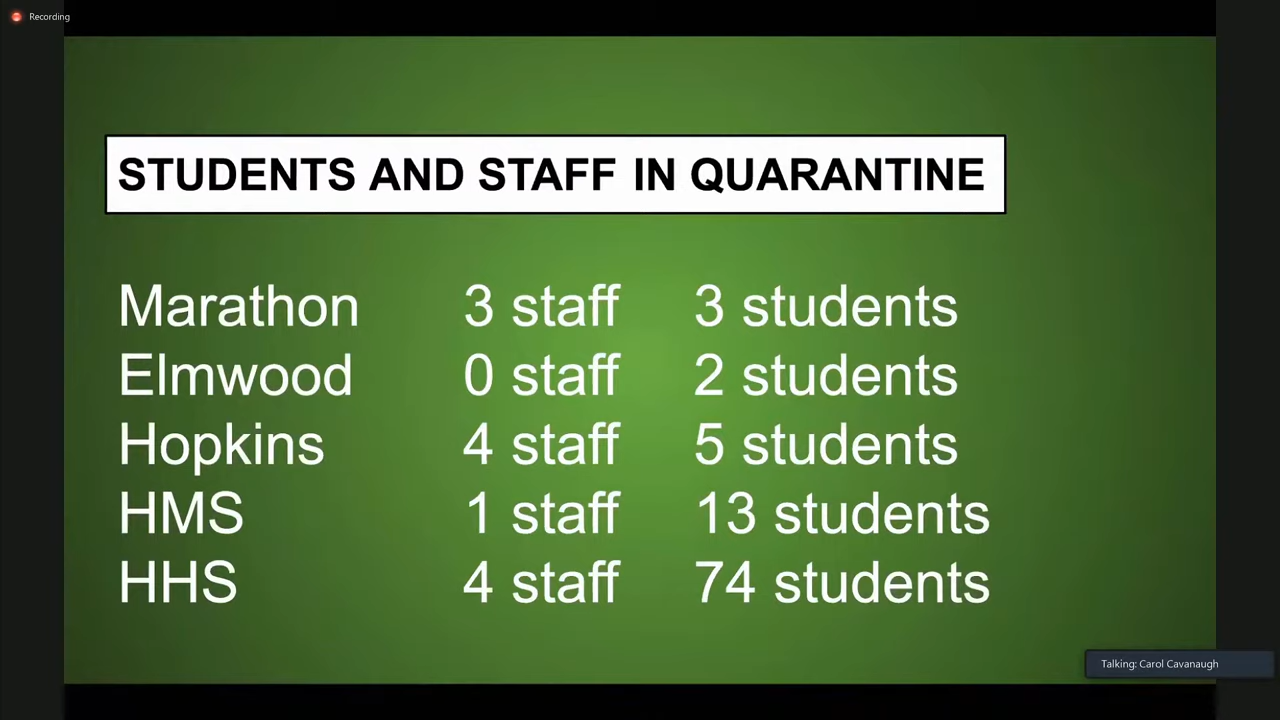 Recording
STUDENTS AND STAFF IN QUARANTINE
Marathon 3 staff 3 students
Elmwood 0 staff 2 students
Hopkins 4 staff 5 students
HMS 1 staff 13 students
HHS 4 staff 74 students
Talking: Carol Cavanaugh